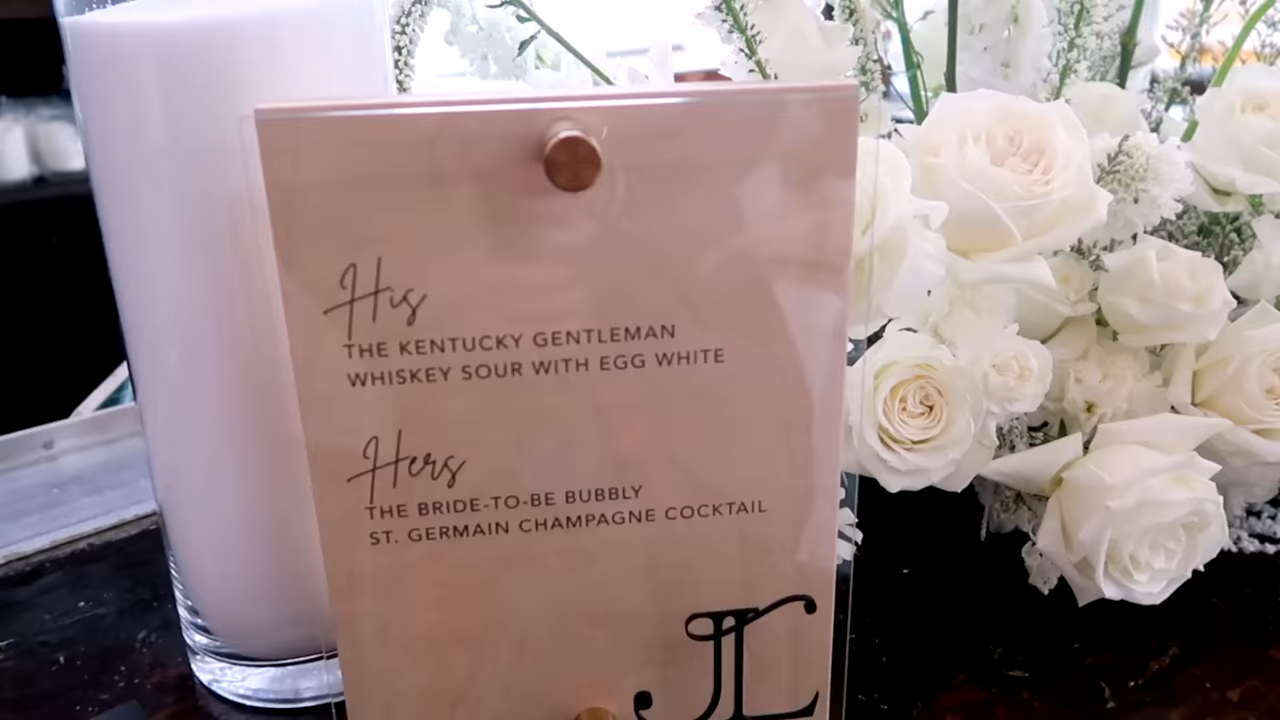 His
THE KENTUCKY GENTLEMAN
WHISKEY SOUR WITH EGG WHITE
Hers
THE BRIDE-TO-BE BUBBLY
ST. GERMAIN CHAMPAGNE COCKTAIL
JL